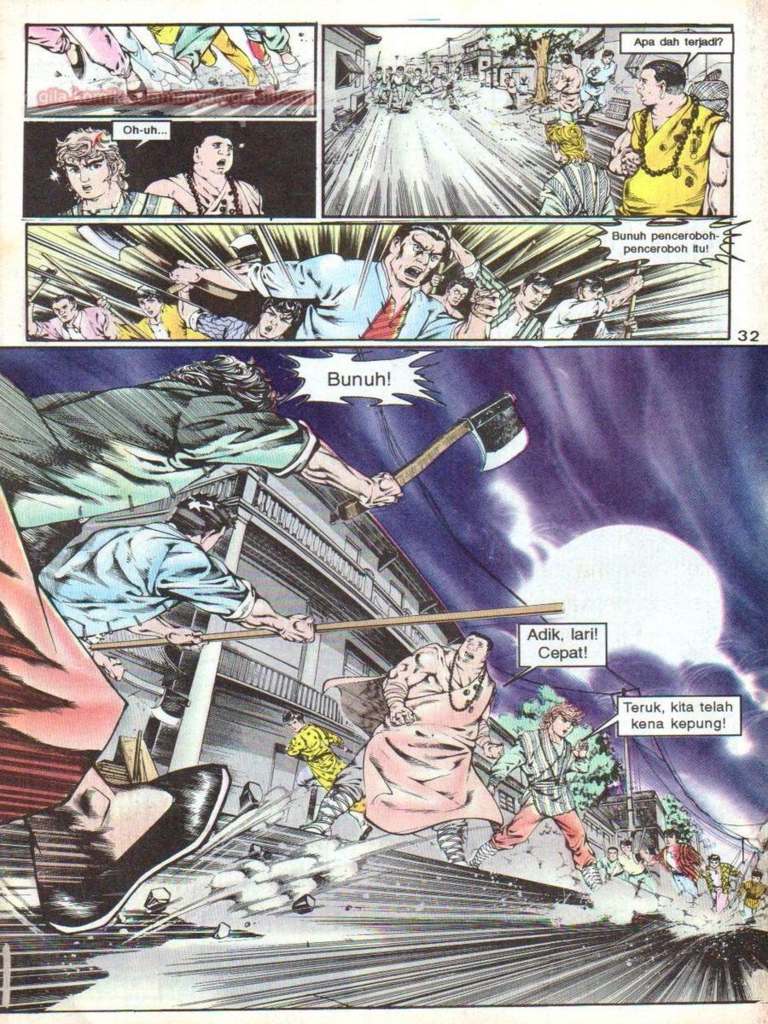 Oh-uh...
Apa dah terjadi?
Bunuh penceroboh-
penceroboh itu!
32
Bunuh!
Adik, lari!
Cepat!
Teruk, kita telah
kena kepung!